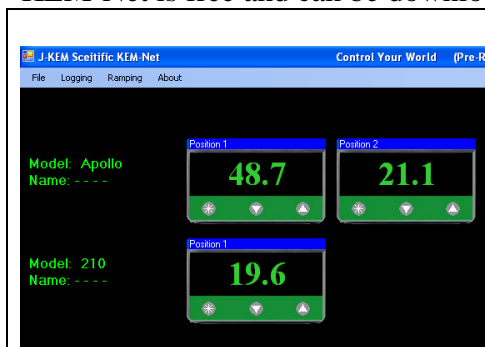 KEM-Net is free and can be downlo
J-KEM Sceitific KEM-Net Control Your World (Pre-R
File Logging Ramping About
Position 1 Position 2
Model: Apollo 48.7 21.1
Name: - - - -
Position 1
Model: 210 19.6
Name: - - - -